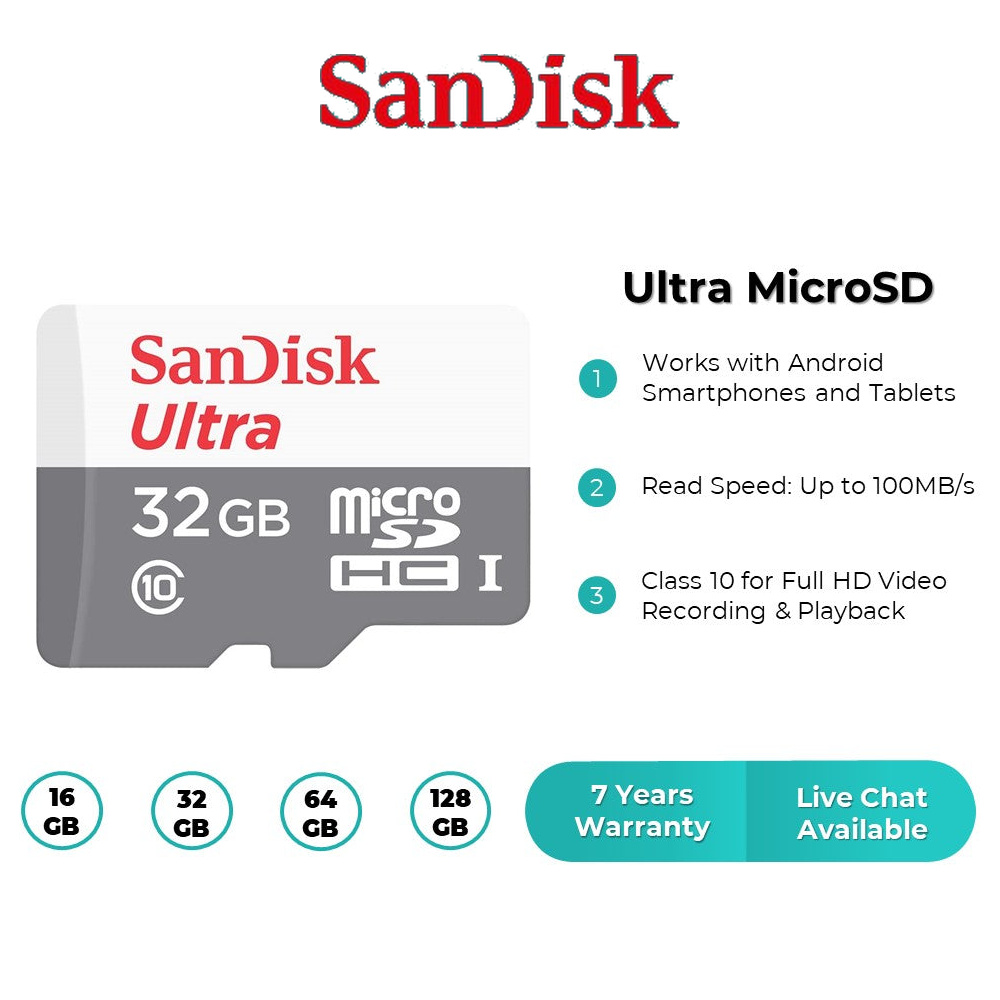 SanDisk
SanDisk
Ultra
32GB
micro
SD
HC I
10
Ultra MicroSD
1
Works with Android
Smartphones and Tablets
2
Read Speed: Up to 100MB/s
3
Class 10 for Full HD Video
Recording & Playback
16
GB
32
GB
64
GB
128
GB
7 Years
Warranty
Live Chat
Available